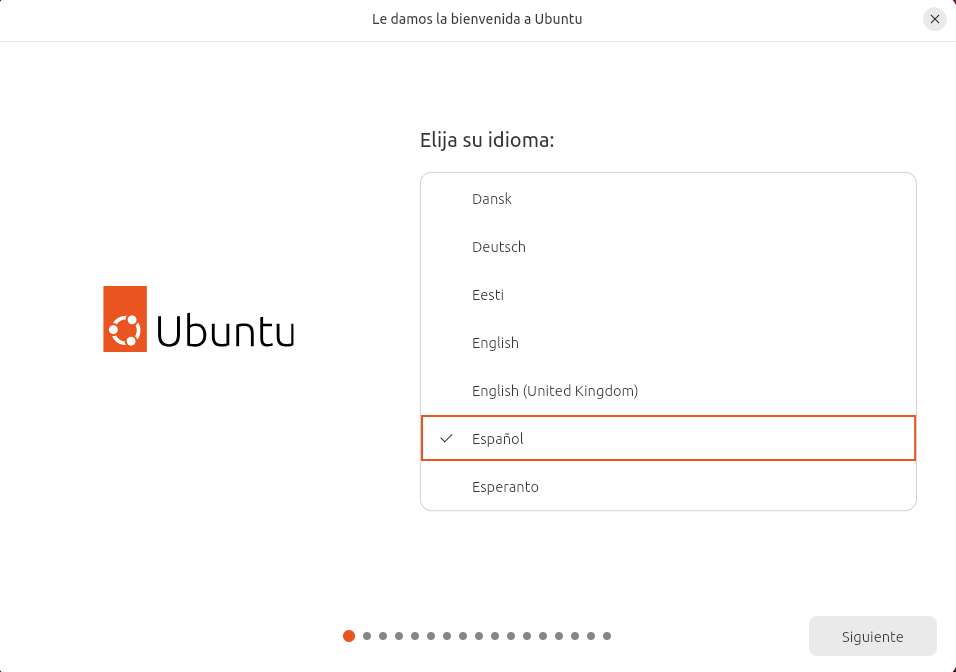 Le damos la bienvenida a Ubuntu
Elija su idioma:
Dansk
Deutsch
Eesti
English
English (United Kingdom)
Español
Esperanto
Ubuntu
Siguiente